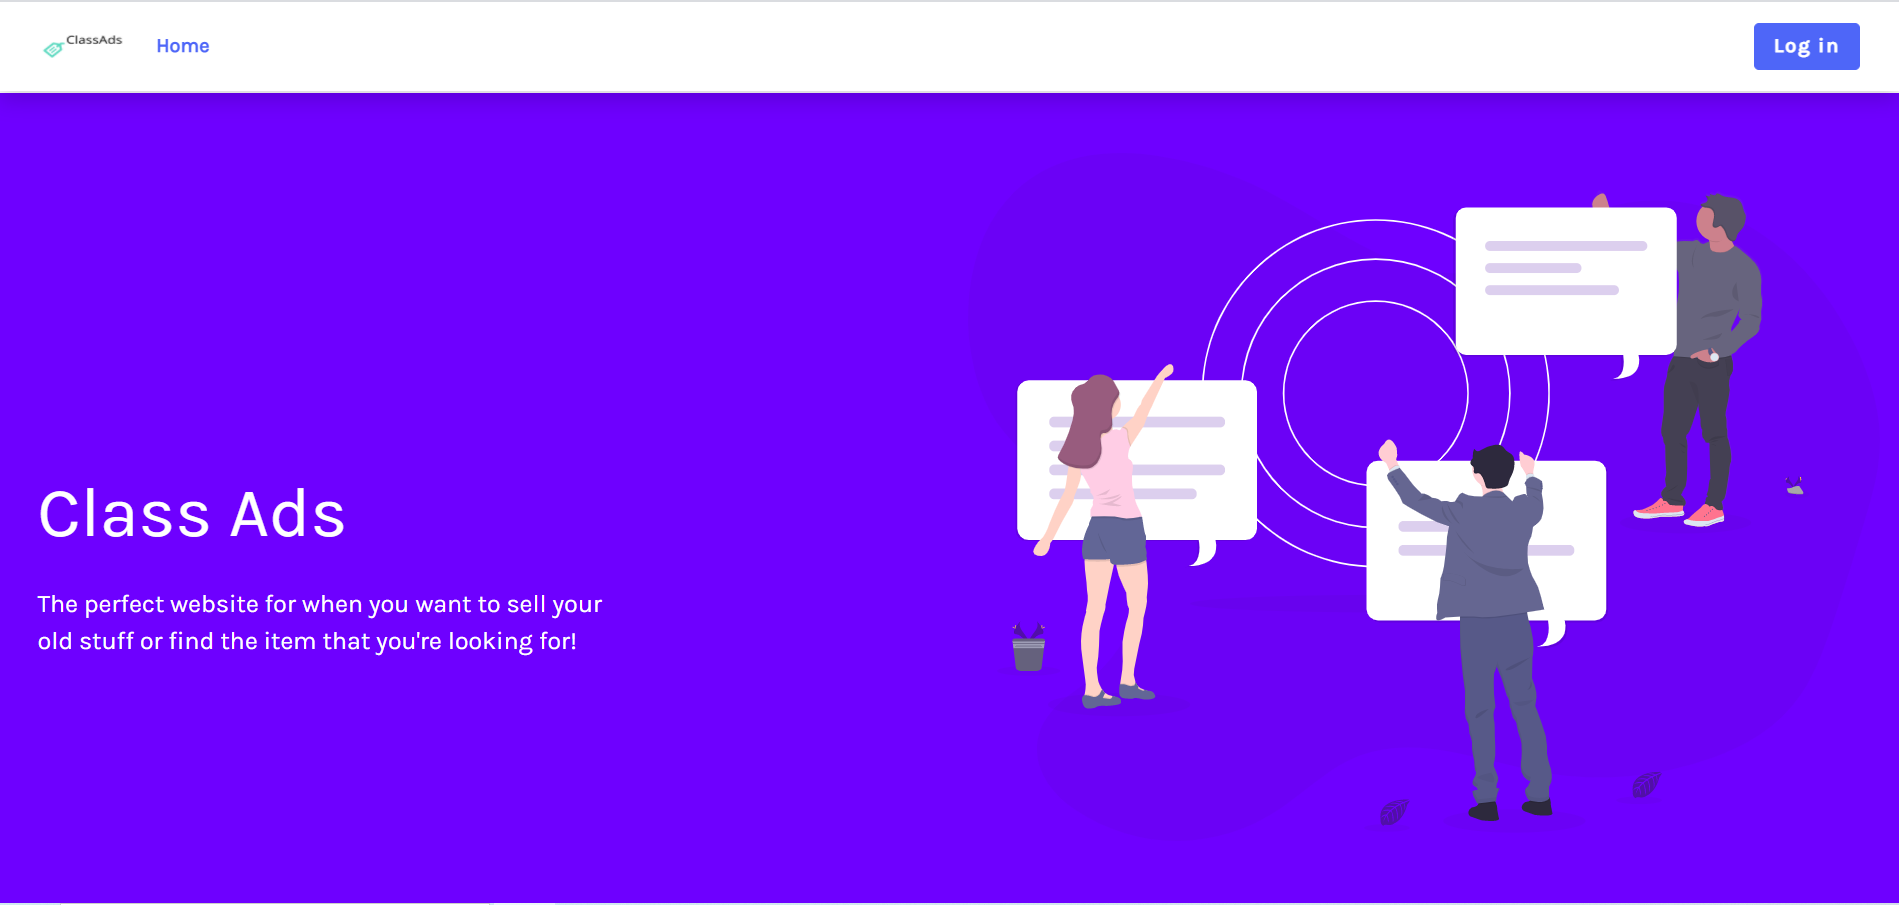 ClassAds
Home
Log in
Class Ads
The perfect website for when you want to sell your
old stuff or find the item that you're looking for!